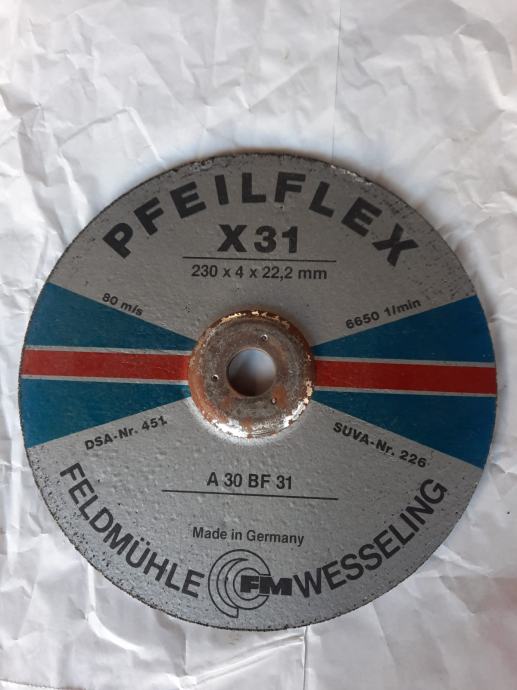 PFEILFLEX
X31
230 x 4 x 22,2 mm
80 m/s
6650 1/min
DSA-Nr. 451
SUVA-Nr. 226
A 30 BF 31
Made in Germany
FELDMÜHLE FM WESSELING